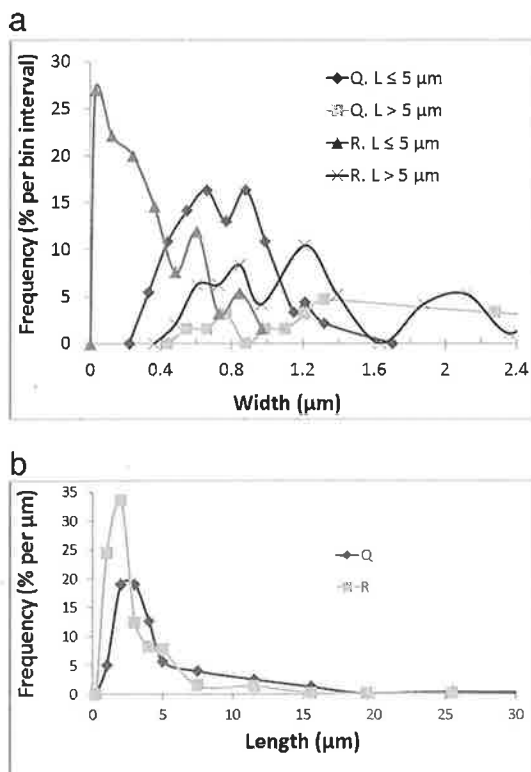 a
Frequency (% per bin interval)
30
25
20
15
10
5
0
Q. L ≤ 5 µm
Q. L > 5 µm
R. L ≤ 5 µm
R. L > 5 µm
0 0.4 0.8 1.2 1.6 2 2.4
Width (µm)
b
Frequency (% per µm)
35
30
25
20
15
10
5
0
Q
R
0 5 10 15 20 25 30
Length (µm)